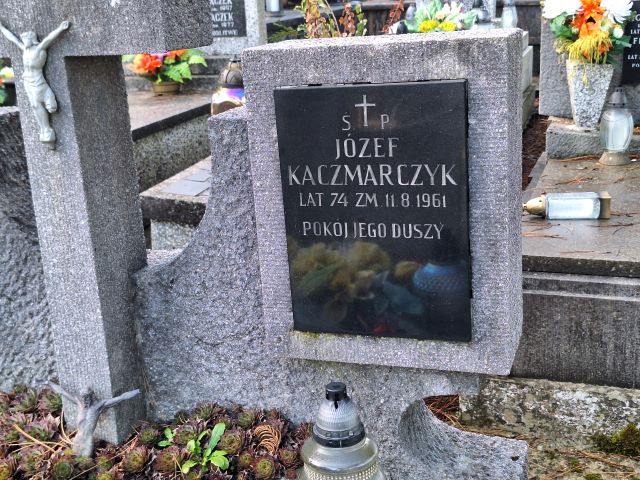 Ś P
JÓZEF
KACZMARCZYK
LAT 74 ZM. 11 8 1961
POKÓJ JEGO DUSZY